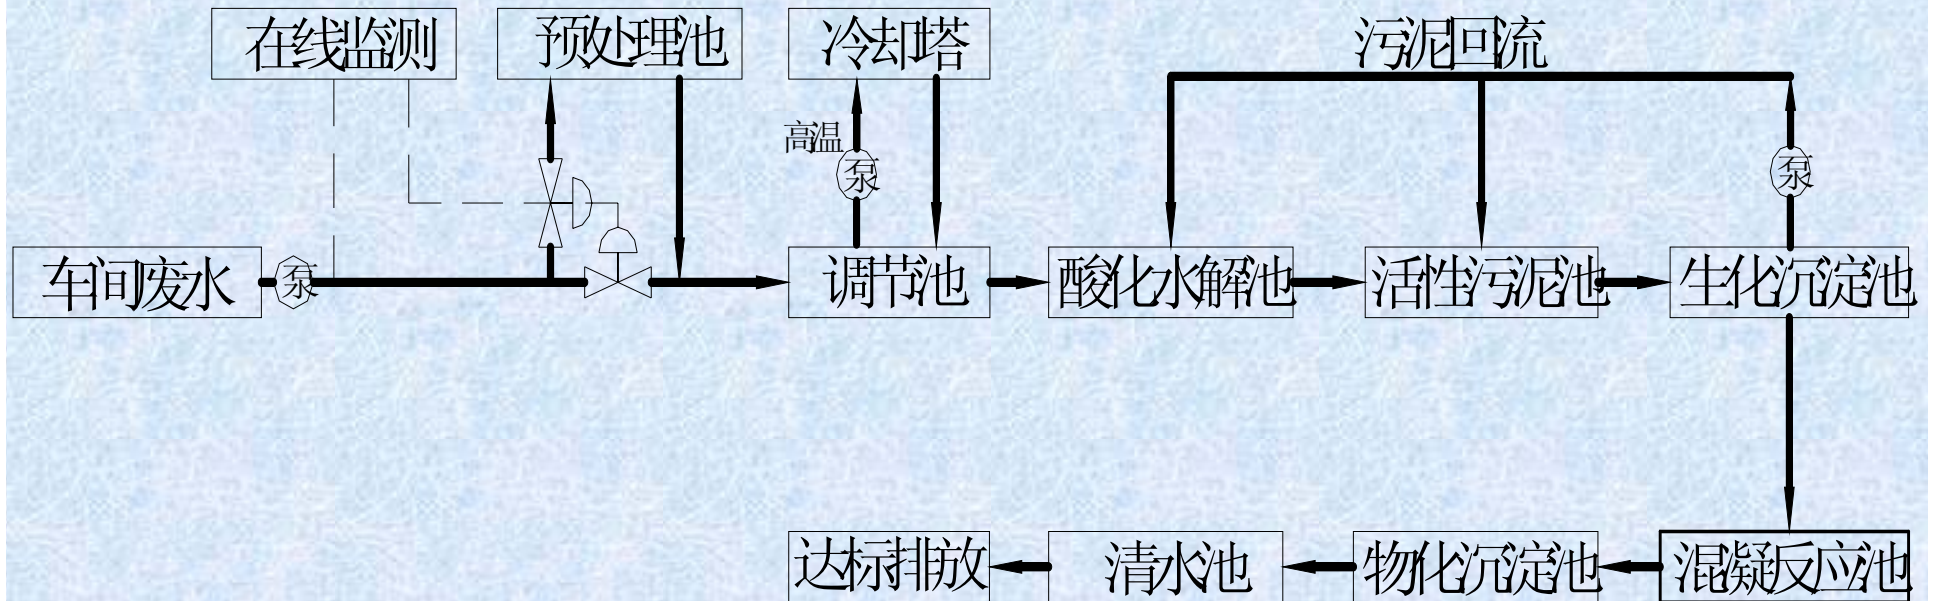 在线监测
预处理池
冷却塔
污泥回流
高温
泵
泵
车间废水
泵
调节池
酸化水解池
活性污泥池
生化沉淀池
达标排放
清水池
物化沉淀池
混凝反应池